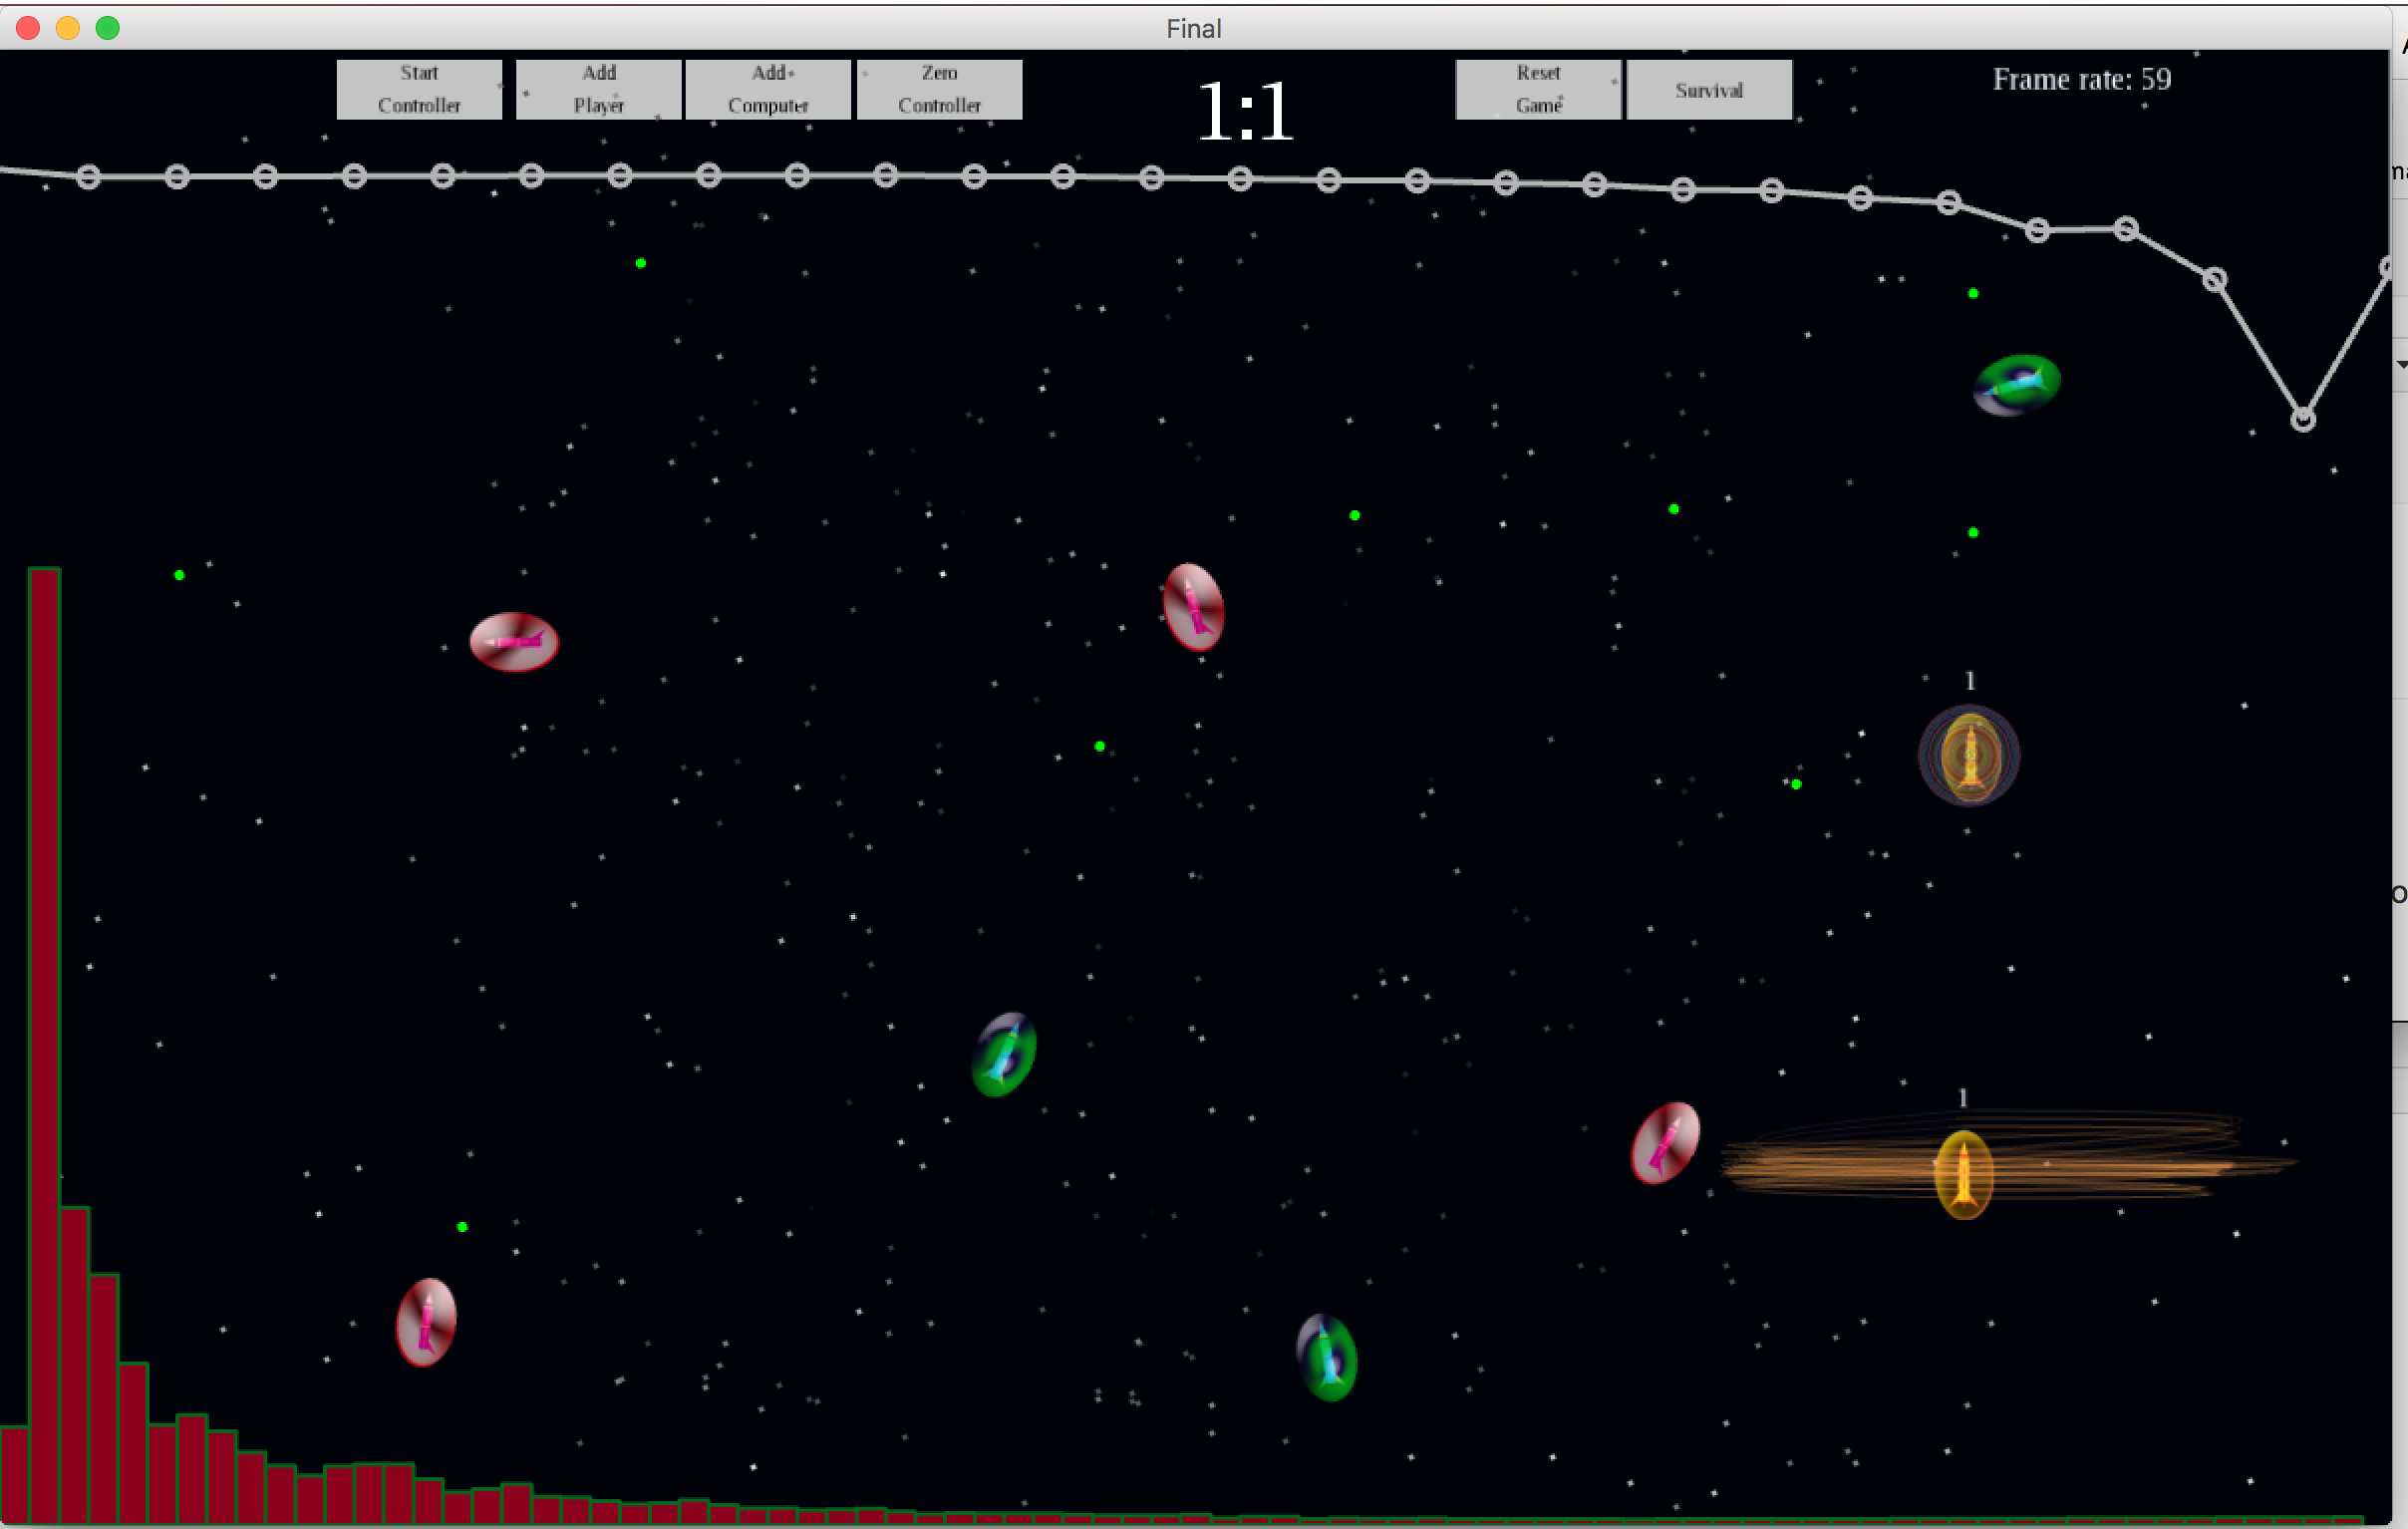 Final
Start
Controller
Add
Player
Add
Computer
Zero
Controller
1:1
Reset
Game
Survival
Frame rate: 59
1
1